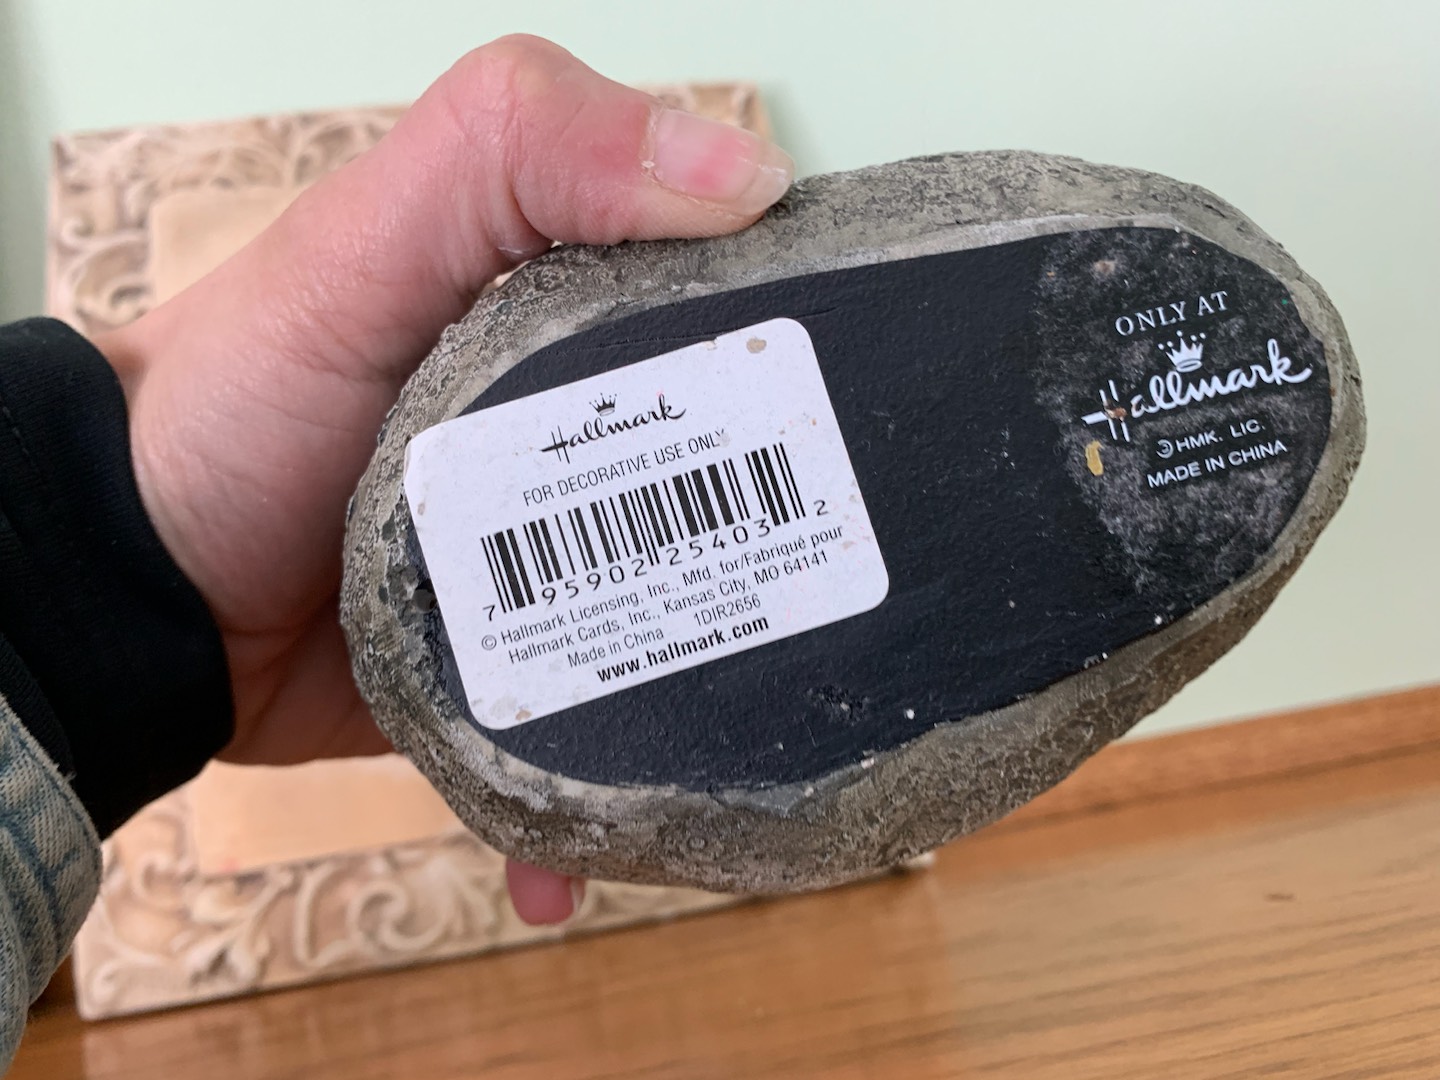 Hallmark
FOR DECORATIVE USE ONLY
7 95902 25403 2
© Hallmark Licensing, Inc., Mfd. for/Fabriqué pour
Hallmark Cards, Inc., Kansas City, MO 64141
Made in China 1DIR2656
www.hallmark.com
ONLY AT
Hallmark
© HMK. LIC.
MADE IN CHINA